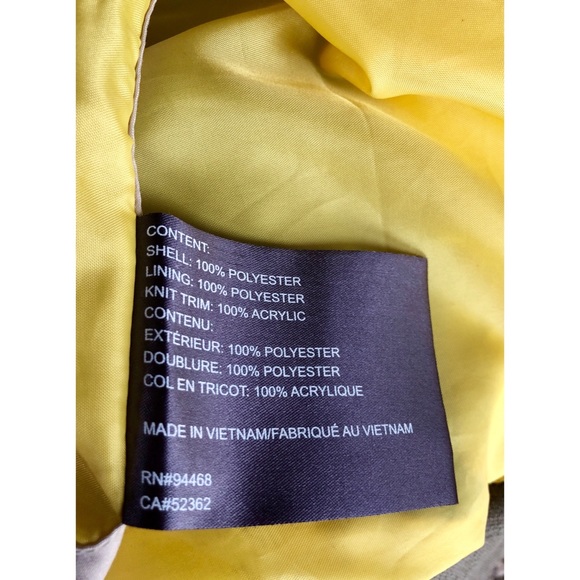 CONTENT:
SHELL: 100% POLYESTER
LINING: 100% POLYESTER
KNIT TRIM: 100% ACRYLIC
CONTENU:
EXTÉRIEUR: 100% POLYESTER
DOUBLURE: 100% POLYESTER
COL EN TRICOT: 100% ACRYLIQUE
MADE IN VIETNAM/FABRIQUÉ AU VIETNAM
RN#94468
CA#52362